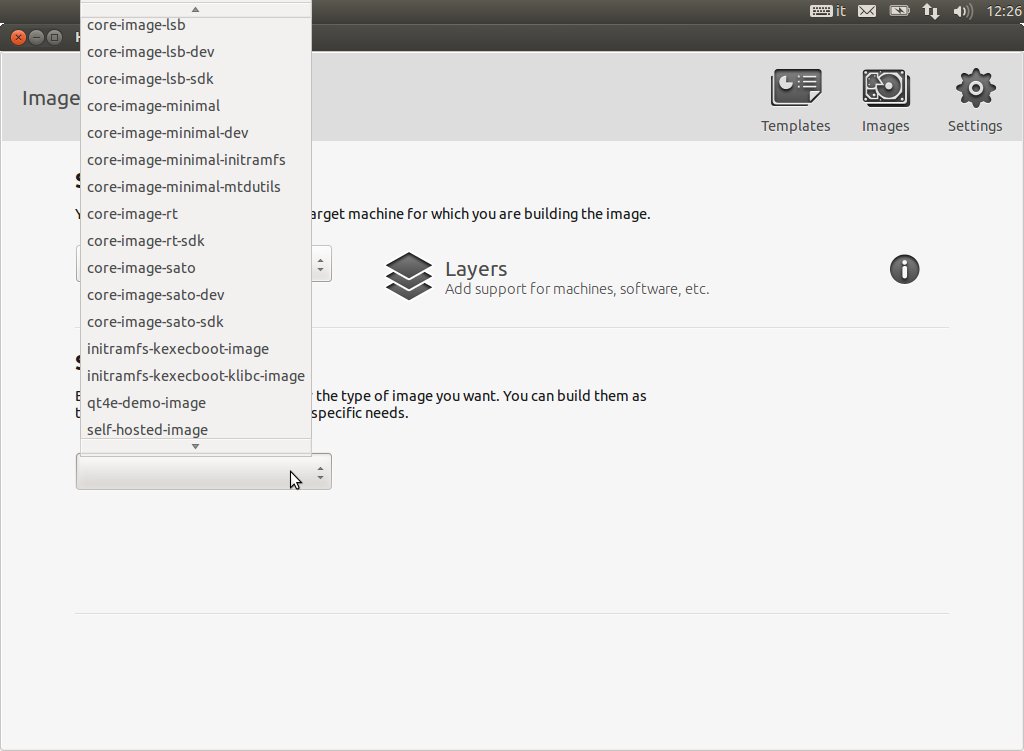 it 12:26
core-image-lsb
core-image-lsb-dev
core-image-lsb-sdk
core-image-minimal
core-image-minimal-dev
core-image-minimal-initramfs
core-image-minimal-mtdutils
core-image-rt
core-image-rt-sdk
core-image-sato
core-image-sato-dev
core-image-sato-sdk
initramfs-kexecboot-image
initramfs-kexecboot-klibc-image
qt4e-demo-image
self-hosted-image
Image
Templates
Images
Settings
arget machine for which you are building the image.
Layers
Add support for machines, software, etc.
the type of image you want. You can build them as
specific needs.